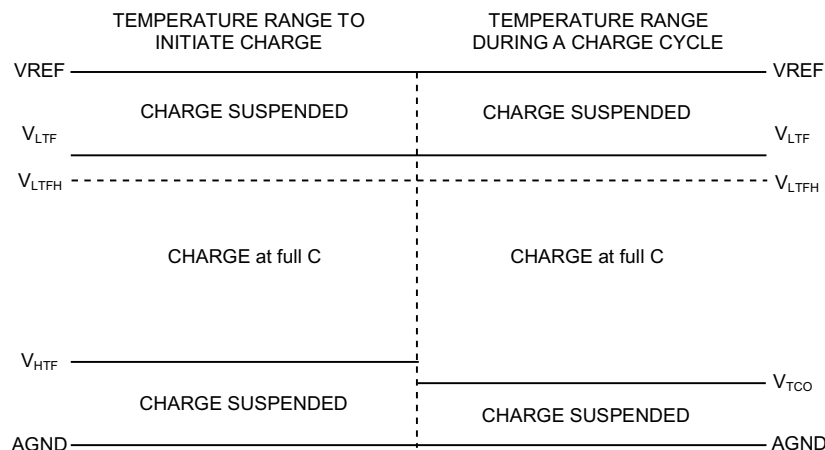 TEMPERATURE RANGE TO
INITIATE CHARGE
TEMPERATURE RANGE
DURING A CHARGE CYCLE
VREF
VREF
CHARGE SUSPENDED
CHARGE SUSPENDED
VLTF
VLTF
VLTFH
VLTFH
CHARGE at full C
CHARGE at full C
VHTF
VTCO
CHARGE SUSPENDED
CHARGE SUSPENDED
AGND
AGND